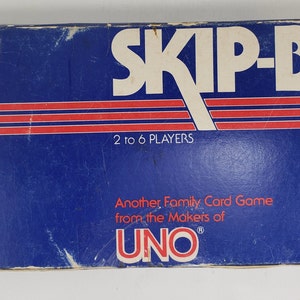 SKIP-B
2 to 6 PLAYERS
Another Family Card Game
from the Makers of
UNO®